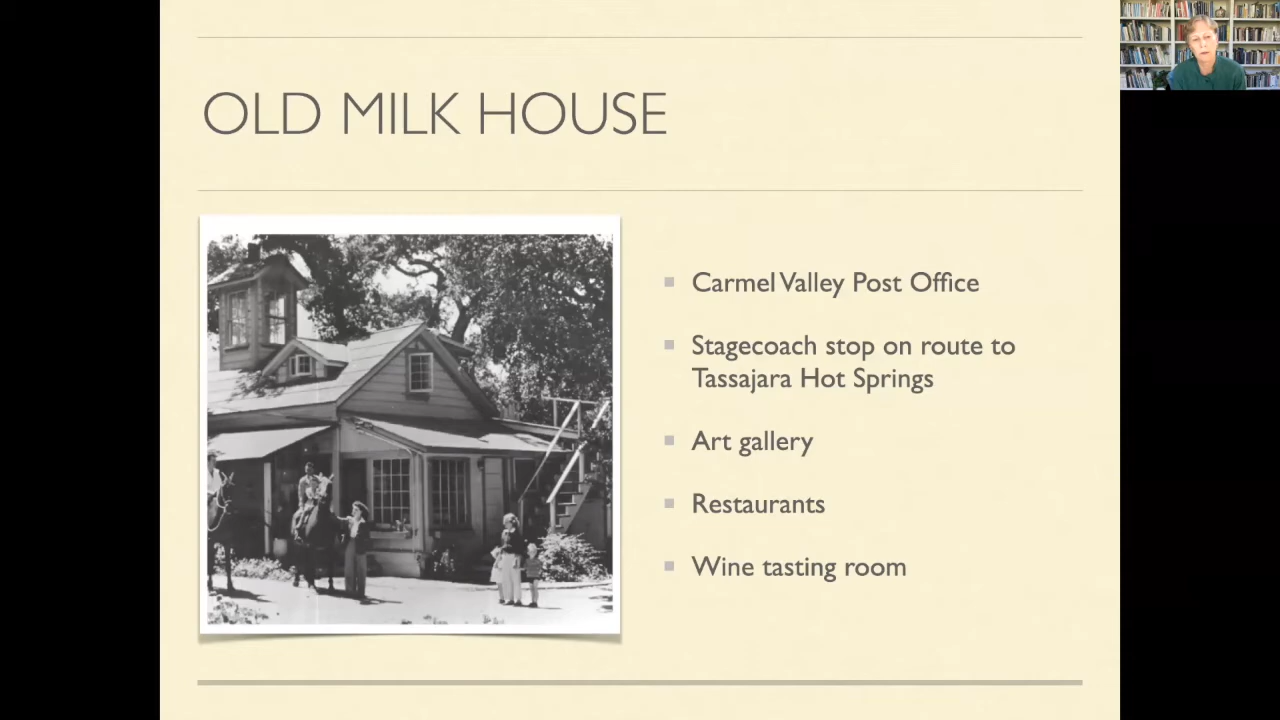 OLD MILK HOUSE
Carmel Valley Post Office
Stagecoach stop on route to
Tassajara Hot Springs
Art gallery
Restaurants
Wine tasting room